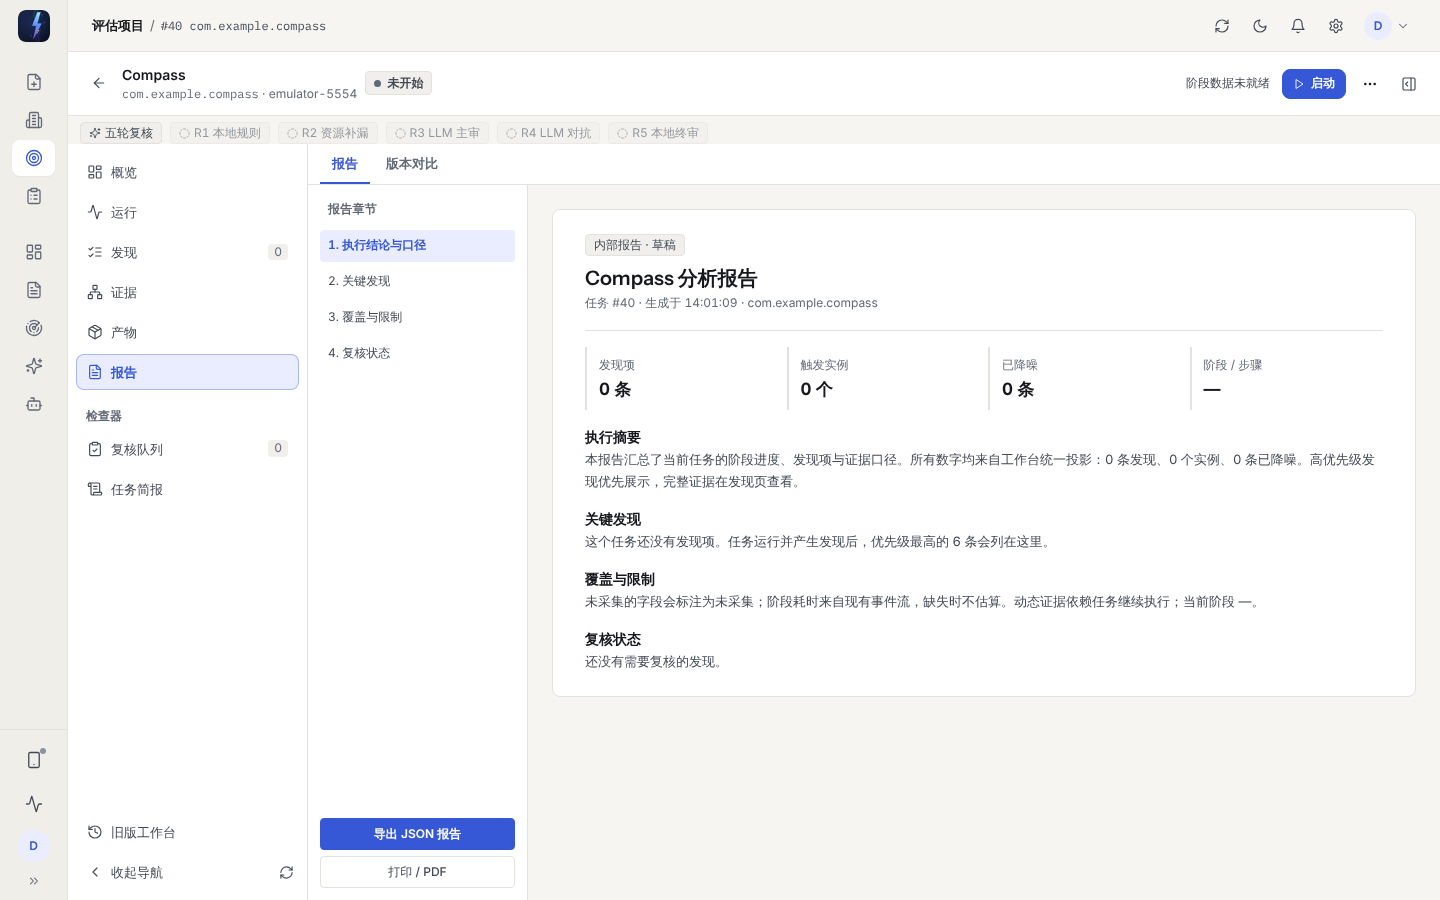 评估项目 / #40 com.example.compass
D
Compass
com.example.compass · emulator-5554
未开始
阶段数据未就绪
启动
五轮复核
R1 本地规则
R2 资源补漏
R3 LLM 主审
R4 LLM 对抗
R5 本地终审
概览
运行
发现 0
证据
产物
报告
检查器
复核队列 0
任务简报
旧版工作台
收起导航
D
报告
版本对比
报告章节
1. 执行结论与口径
2. 关键发现
3. 覆盖与限制
4. 复核状态
导出 JSON 报告
打印 / PDF
内部报告 · 草稿
Compass 分析报告
任务 #40 · 生成于 14:01:09 · com.example.compass
发现项
0 条
触发实例
0 个
已降噪
0 条
阶段 / 步骤
—
执行摘要
本报告汇总了当前任务的阶段进度、发现项与证据口径。所有数字均来自工作台统一投影：0 条发现、0 个实例、0 条已降噪。高优先级发
现优先展示，完整证据在发现页查看。
关键发现
这个任务还没有发现项。任务运行并产生发现后，优先级最高的 6 条会列在这里。
覆盖与限制
未采集的字段会标注为未采集；阶段耗时来自现有事件流，缺失时不估算。动态证据依赖任务继续执行；当前阶段 —。
复核状态
还没有需要复核的发现。